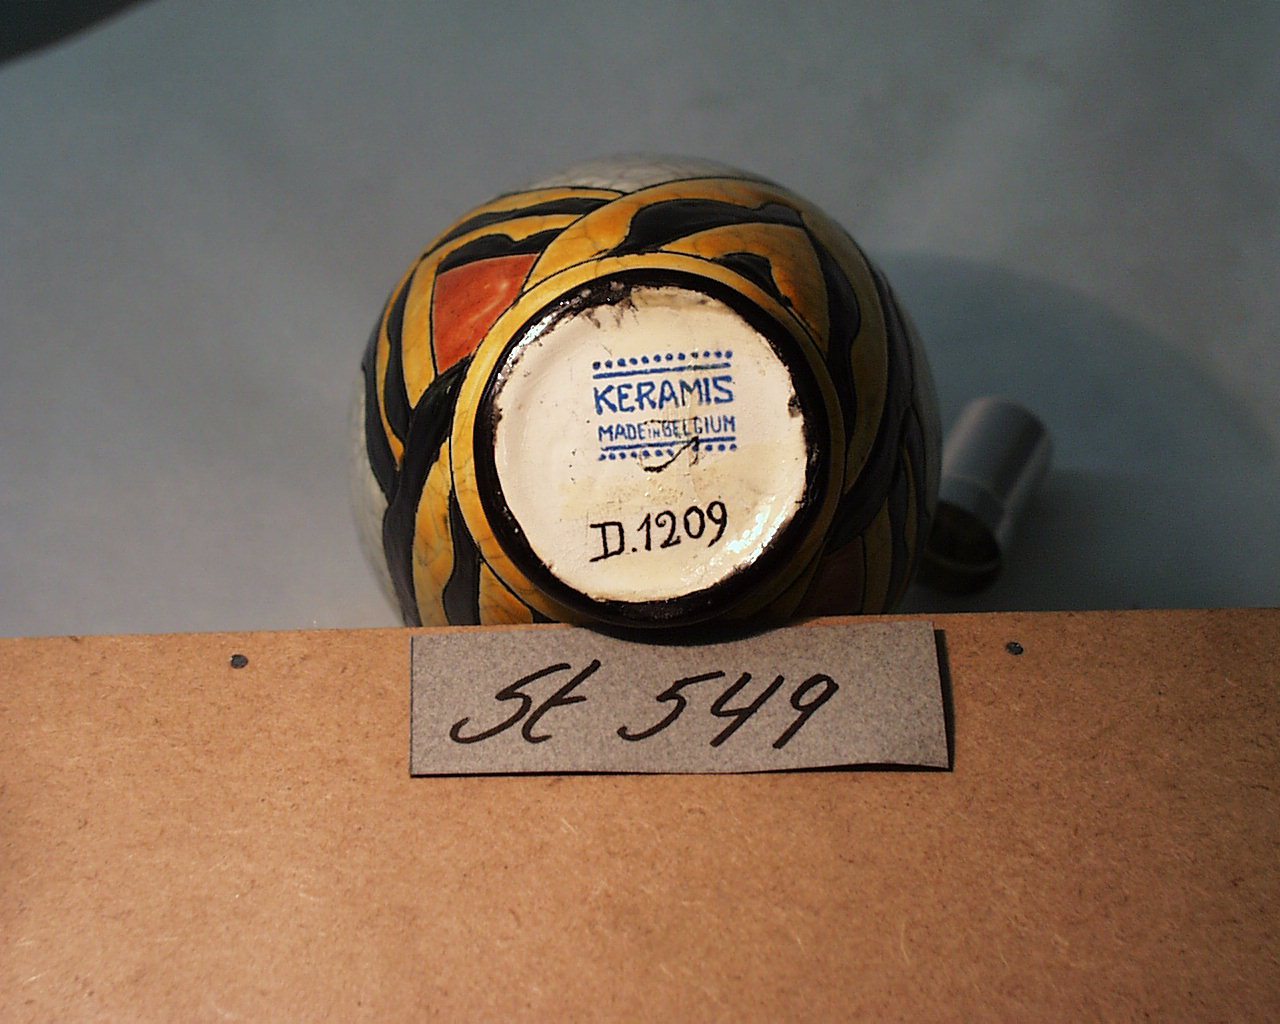 KERAMIS
MADE IN BELGIUM
D.1209
St 549